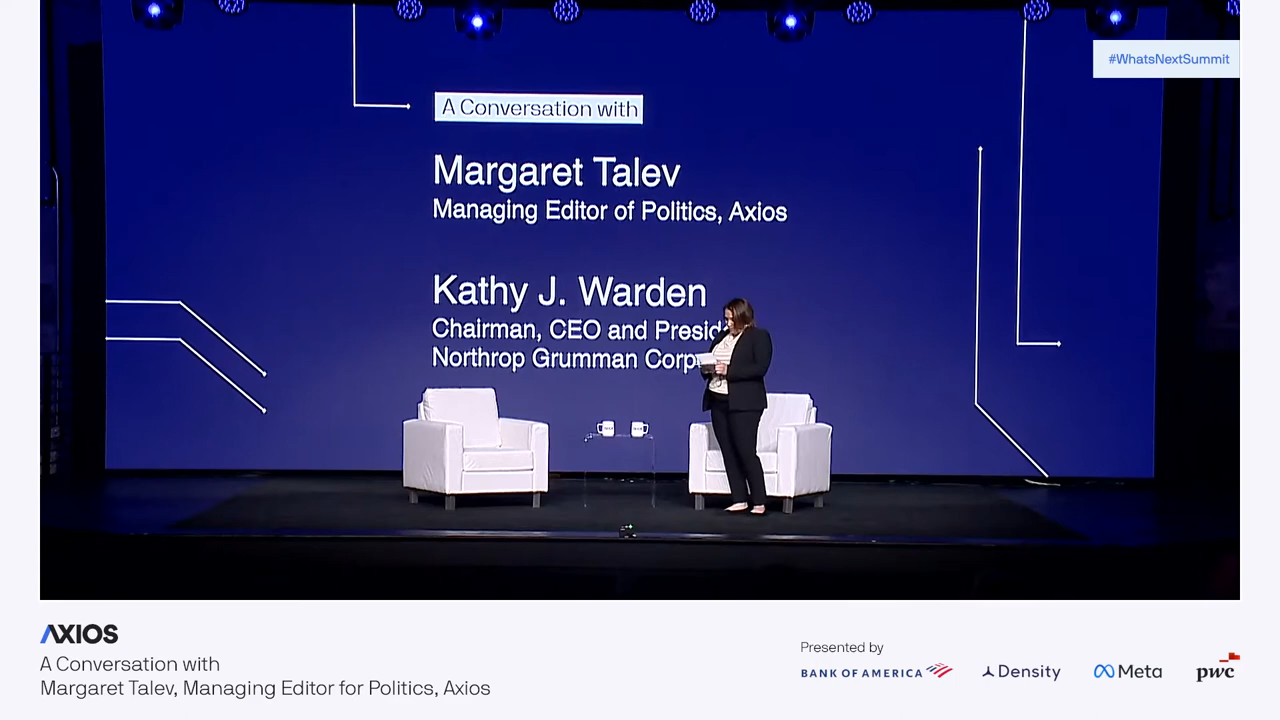 #WhatsNextSummit
A Conversation with
Margaret Talev
Managing Editor of Politics, Axios
Kathy J. Warden
Chairman, CEO and Presid
Northrop Grumman Corp
AXIOS
A Conversation with
Margaret Talev, Managing Editor for Politics, Axios
Presented by
BANK OF AMERICA
Density
Meta
pwc